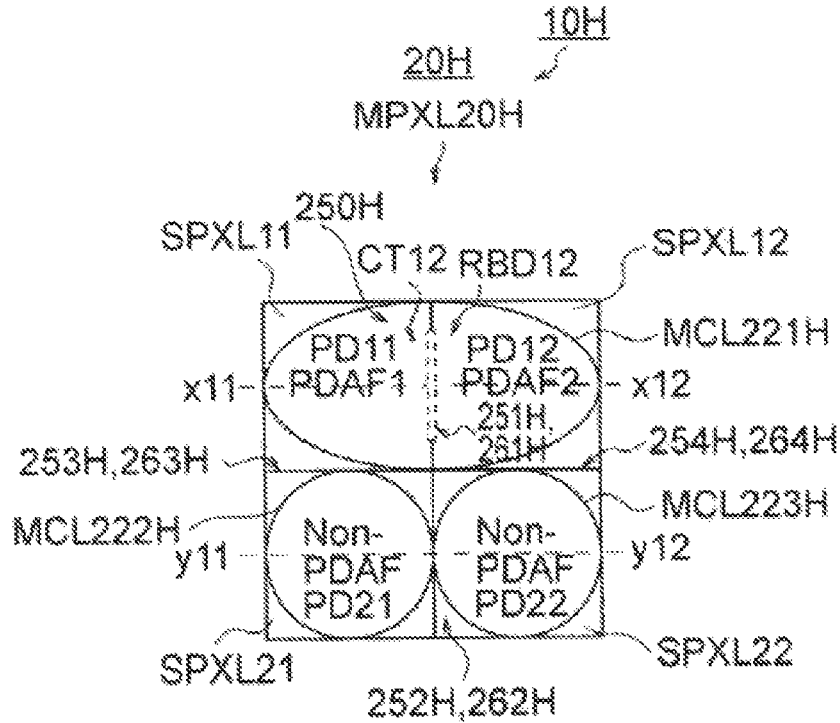 10H
20H
MPXL20H
250H
SPXL11
CT12
RBD12
SPXL12
MCL221H
PD11
PDAF1
PD12
PDAF2
x11
x12
251H,
261H
253H,263H
254H,264H
MCL222H
MCL223H
y11
Non-
PDAF
PD21
Non-
PDAF
PD22
y12
SPXL21
SPXL22
252H,262H